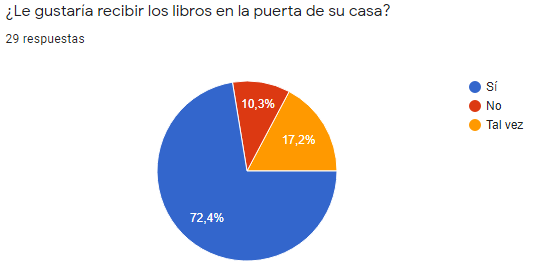 ¿Le gustaría recibir los libros en la puerta de su casa?
29 respuestas
Sí
No
Tal vez
10,3%
17,2%
72,4%